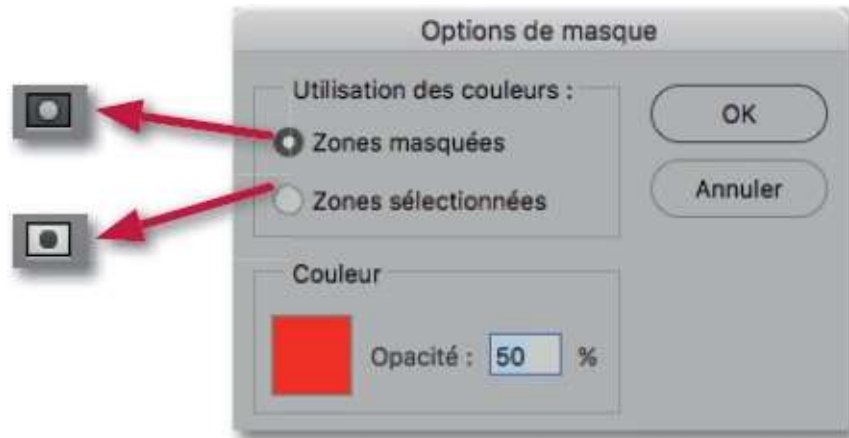 Options de masque
Utilisation des couleurs :
Zones masquées
Zones sélectionnées
OK
Annuler
Couleur
Opacité : 50 %